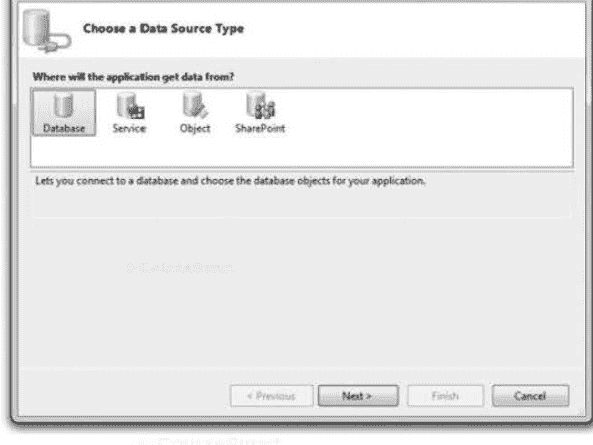 Choose a Data Source Type
Where will the application get data from?
Database Service Object SharePoint
Lets you connect to a database and choose the database objects for your application.
< Previous Next > Finish Cancel